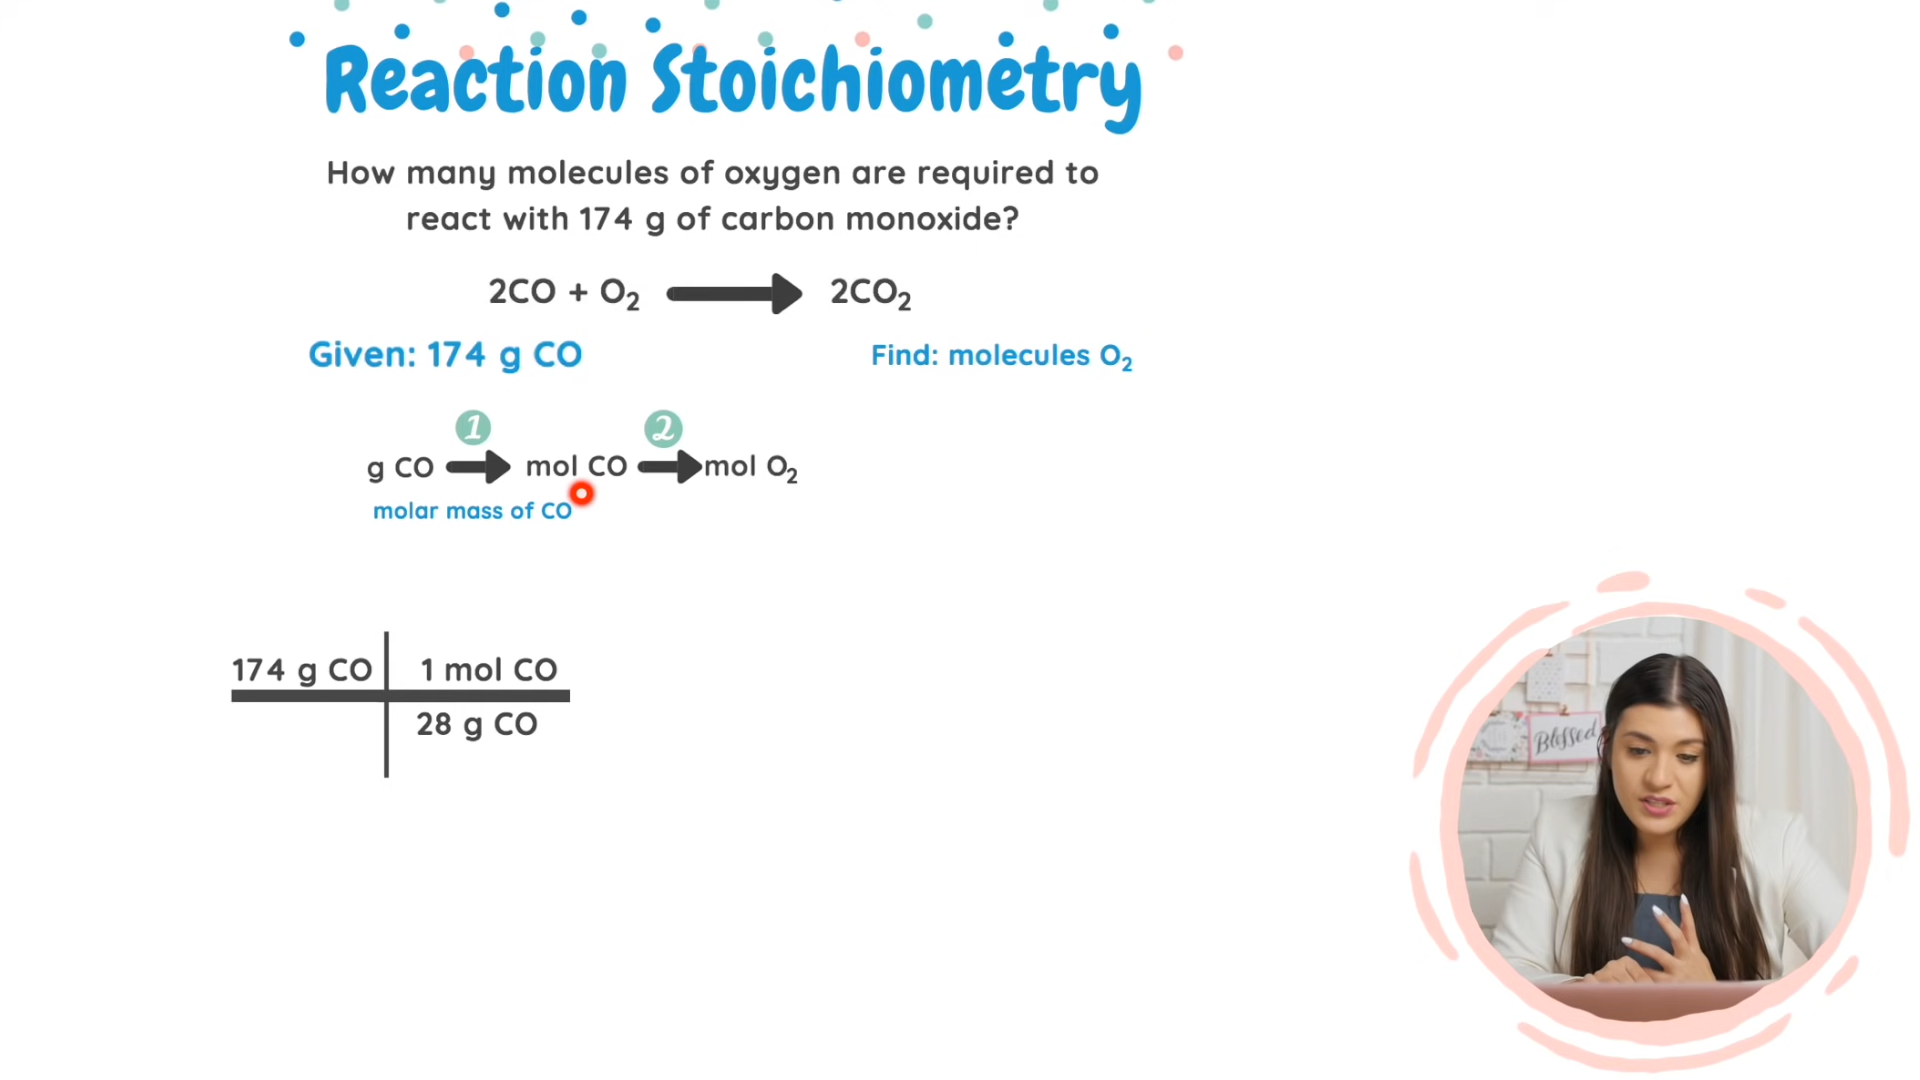 Reaction Stoichiometry
How many molecules of oxygen are required to
react with 174 g of carbon monoxide?
2CO + O₂ → 2CO₂
Given: 174 g CO
Find: molecules O₂
1 2
g CO → mol CO → mol O₂
molar mass of CO
174 g CO 1 mol CO
28 g CO
Blessed